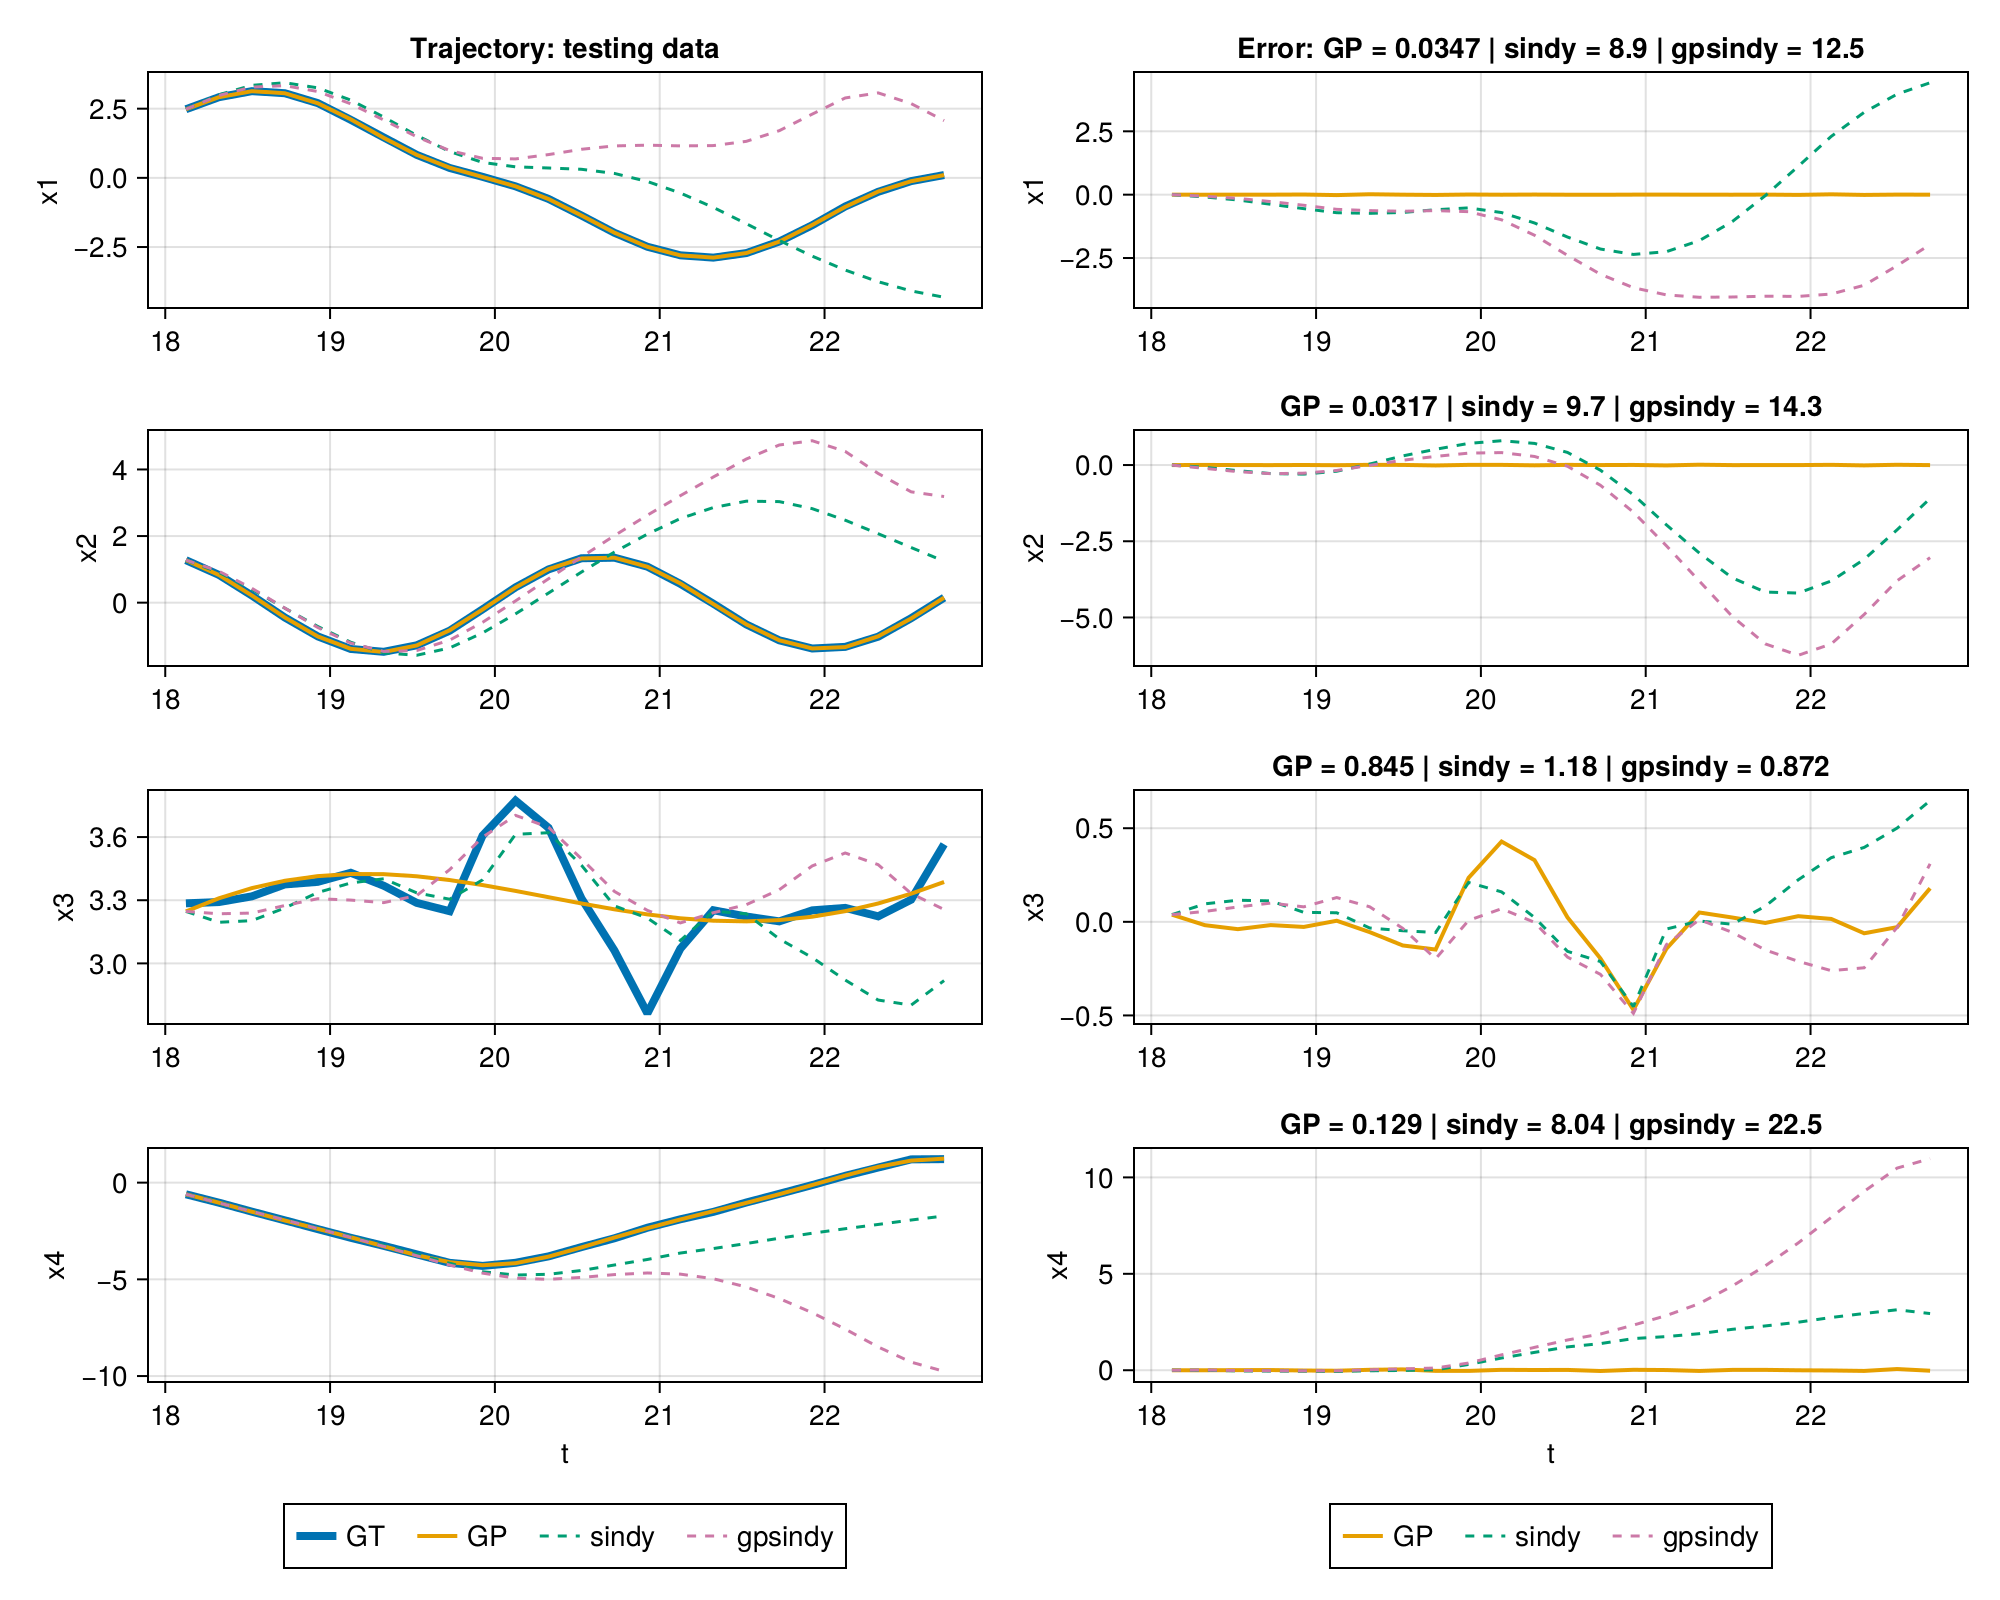 Trajectory: testing data
x1
2.5
0.0
−2.5
18 19 20 21 22
Error: GP = 0.0347 | sindy = 8.9 | gpsindy = 12.5
x1
2.5
0.0
−2.5
18 19 20 21 22
x2
4
2
0
18 19 20 21 22
GP = 0.0317 | sindy = 9.7 | gpsindy = 14.3
x2
0.0
−2.5
−5.0
18 19 20 21 22
x3
3.6
3.3
3.0
18 19 20 21 22
GP = 0.845 | sindy = 1.18 | gpsindy = 0.872
x3
0.5
0.0
−0.5
18 19 20 21 22
x4
0
−5
−10
18 19 20 21 22
t
GP = 0.129 | sindy = 8.04 | gpsindy = 22.5
x4
10
5
0
18 19 20 21 22
t
GT GP sindy gpsindy
GP sindy gpsindy